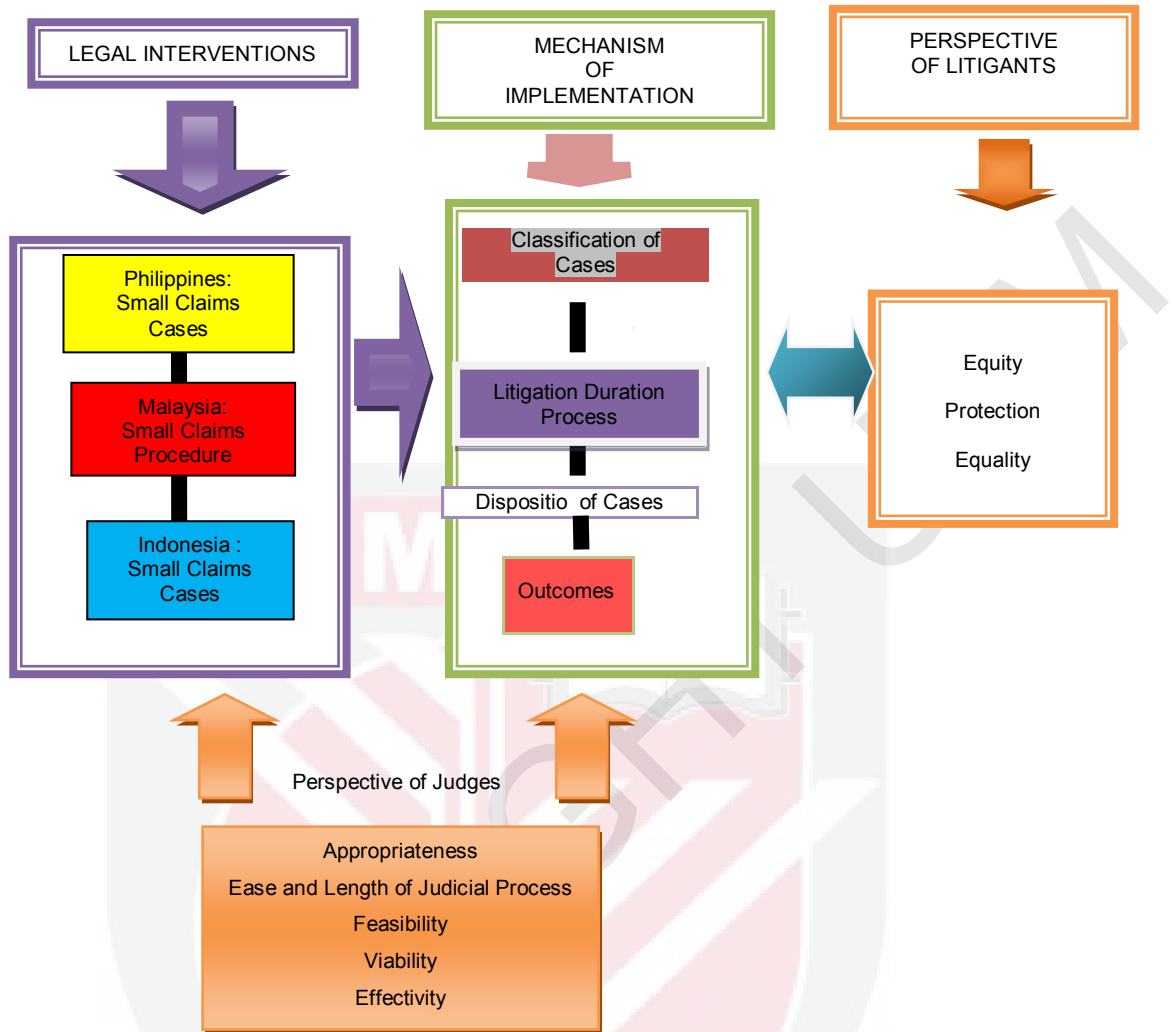 LEGAL INTERVENTIONS
MECHANISM
OF
IMPLEMENTATION
PERSPECTIVE
OF LITIGANTS
Philippines:
Small Claims
Cases
Malaysia:
Small Claims
Procedure
Indonesia :
Small Claims
Cases
Classification of
Cases
Litigation Duration
Process
Dispositio of Cases
Outcomes
Equity
Protection
Equality
Perspective of Judges
Appropriateness
Ease and Length of Judicial Process
Feasibility
Viability
Effectivity